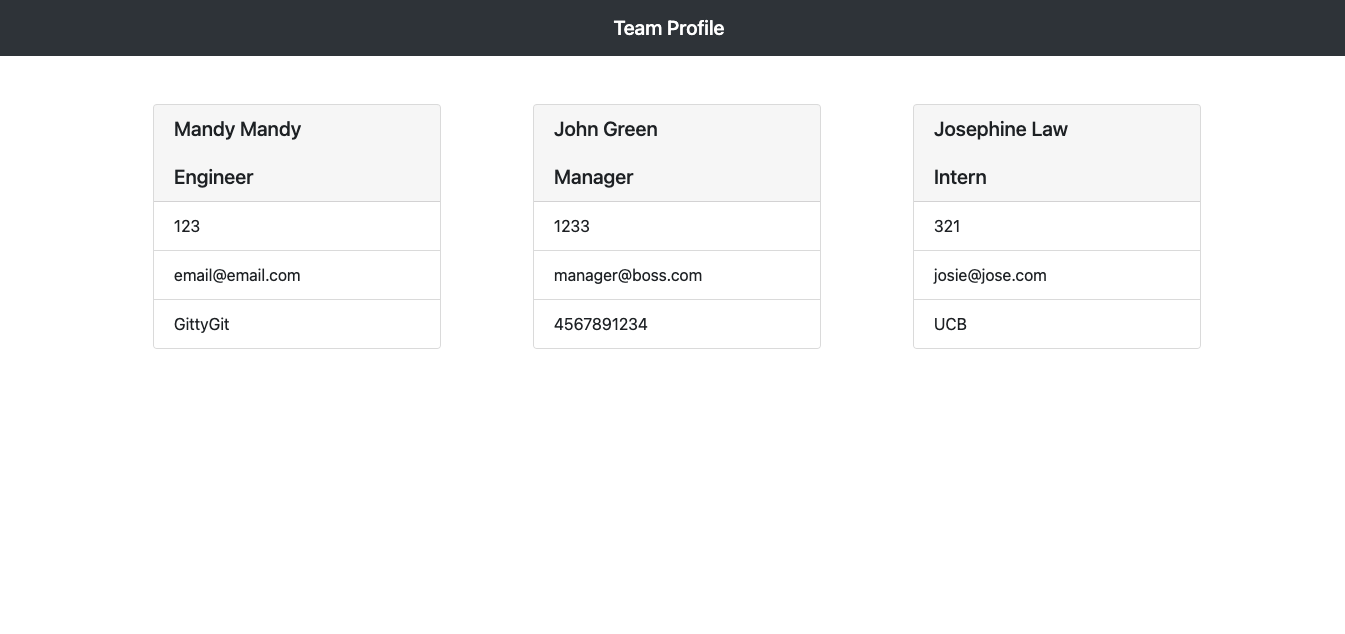 Team Profile
Mandy Mandy
Engineer
123
email@email.com
GittyGit
John Green
Manager
1233
manager@boss.com
4567891234
Josephine Law
Intern
321
josie@jose.com
UCB